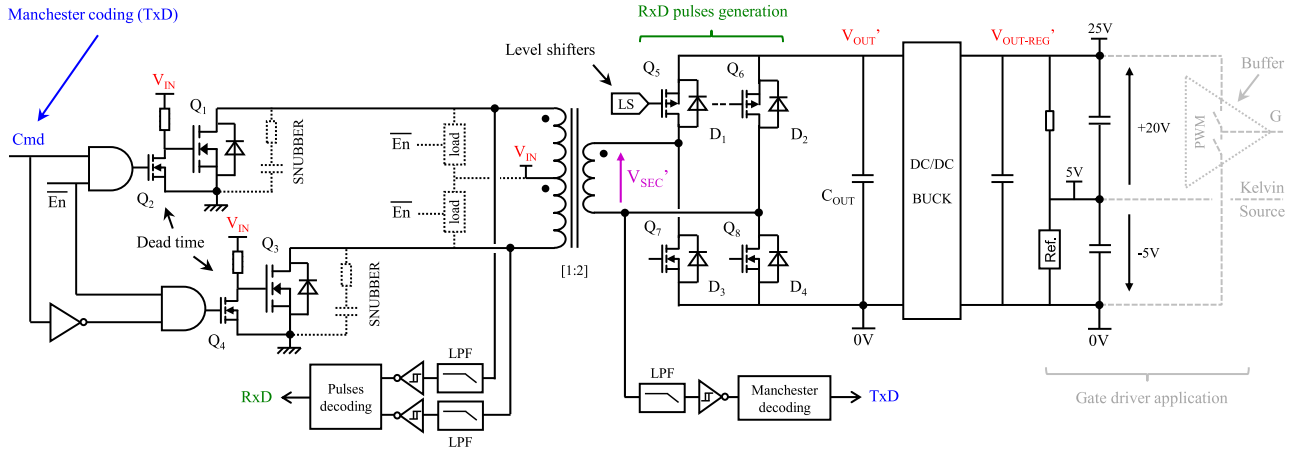 Manchester coding (TxD)
RxD pulses generation
Level shifters
V_OUT'
V_OUT-REG'
25V
V_IN
Q1
Q5
Q6
Buffer
LS
G
Cmd
SNUBBER
En
load
V_IN
D1
D2
DC/DC
BUCK
PWM
+20V
5V
V_SEC'
C_OUT
En
Q2
En
load
Kelvin
Source
Dead time
V_IN
Q3
Q7
Q8
Ref.
-5V
SNUBBER
[1:2]
D3
D4
Q4
0V
0V
LPF
LPF
RxD
Pulses
decoding
Manchester
decoding
TxD
Gate driver application
LPF